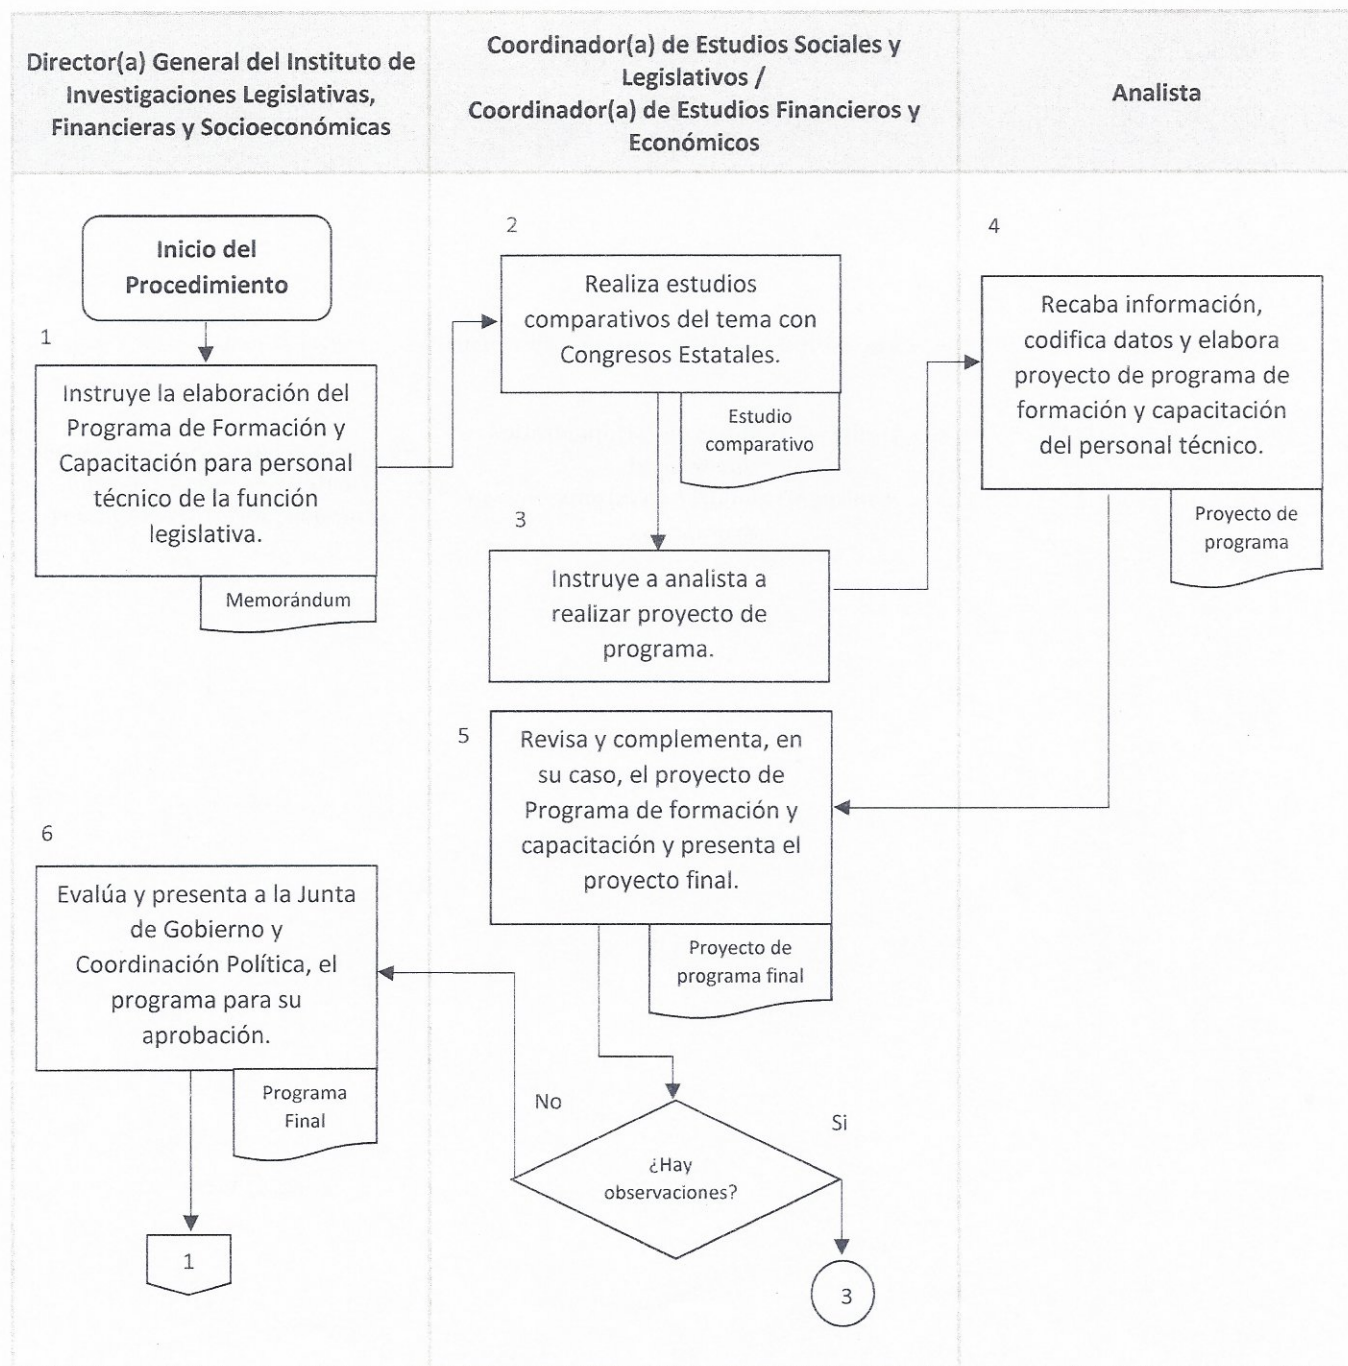 Director(a) General del Instituto de
Investigaciones Legislativas,
Financieras y Socioeconómicas
Coordinador(a) de Estudios Sociales y
Legislativos /
Coordinador(a) de Estudios Financieros y
Económicos
Analista
Inicio del
Procedimiento
1
Instruye la elaboración del
Programa de Formación y
Capacitación para personal
técnico de la función
legislativa.
Memorándum
2
Realiza estudios
comparativos del tema con
Congresos Estatales.
Estudio
comparativo
3
Instruye a analista a
realizar proyecto de
programa.
4
Recaba información,
codifica datos y elabora
proyecto de programa de
formación y capacitación
del personal técnico.
Proyecto de
programa
5
Revisa y complementa, en
su caso, el proyecto de
Programa de formación y
capacitación y presenta el
proyecto final.
Proyecto de
programa final
¿Hay
observaciones?
No
Si
3
6
Evalúa y presenta a la Junta
de Gobierno y
Coordinación Política, el
programa para su
aprobación.
Programa
Final
1